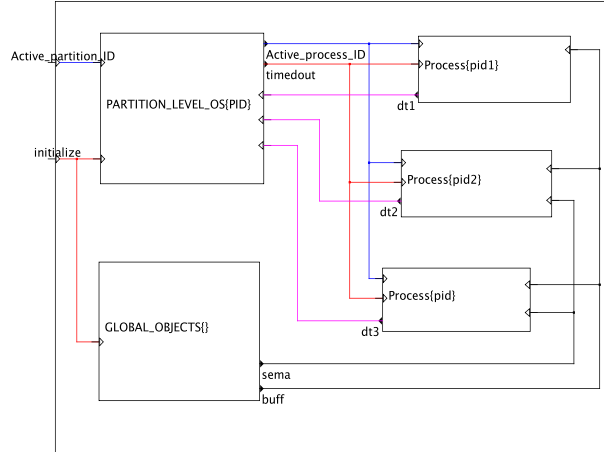 Active_partition_ID
Active_process_ID
timedout
Process{pid1}
PARTITION_LEVEL_OS{PID}
dt1
initialize
Process{pid2}
dt2
Process{pid}
GLOBAL_OBJECTS{}
dt3
sema
buff